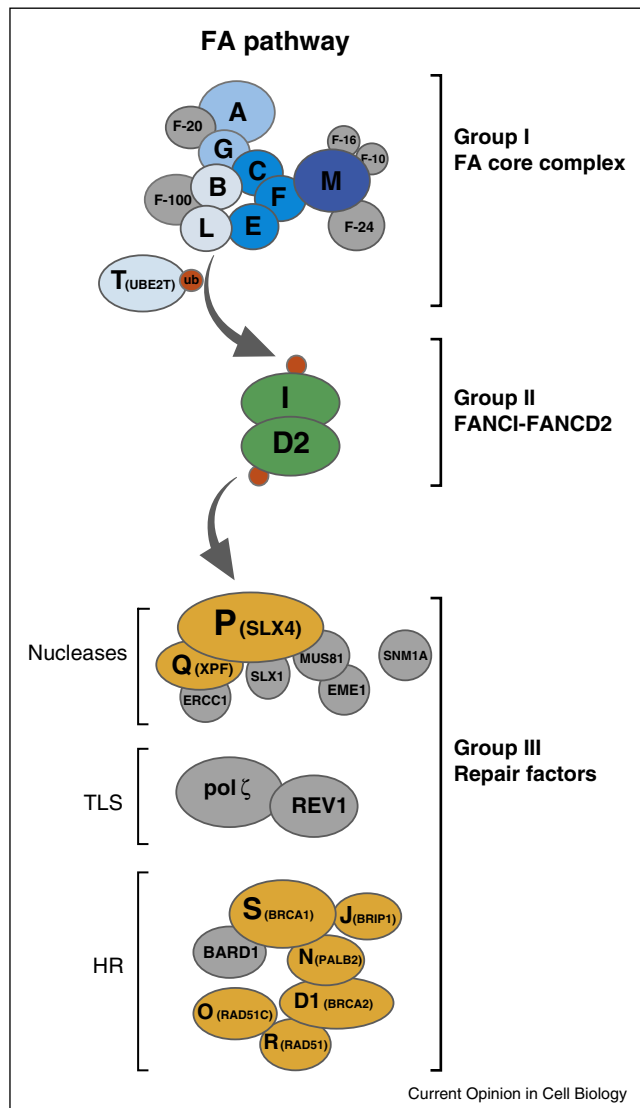 FA pathway
A
F-20
G
C
B
F
F-100
L
E
M
F-16
F-10
F-24
T(UBE2T)
ub
Group I
FA core complex
I
D2
Group II
FANCI-FANCD2
Nucleases
P(SLX4)
Q(XPF)
ERCC1
SLX1
MUS81
EME1
SNM1A
Group III
Repair factors
TLS
pol ζ
REV1
HR
S(BRCA1)
J(BRIP1)
BARD1
N(PALB2)
D1(BRCA2)
O(RAD51C)
R(RAD51)
Current Opinion in Cell Biology